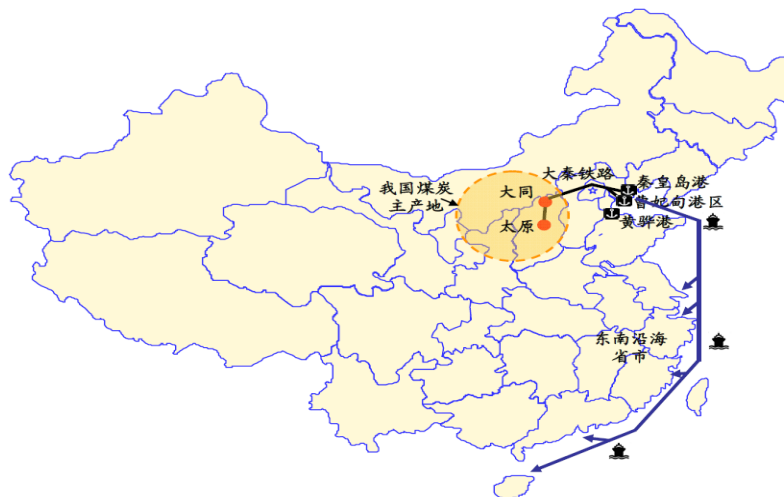 大秦铁路
我国煤炭
主产地
大同
秦皇岛港
曹妃甸港区
太原
黄骅港
东南沿海
省市